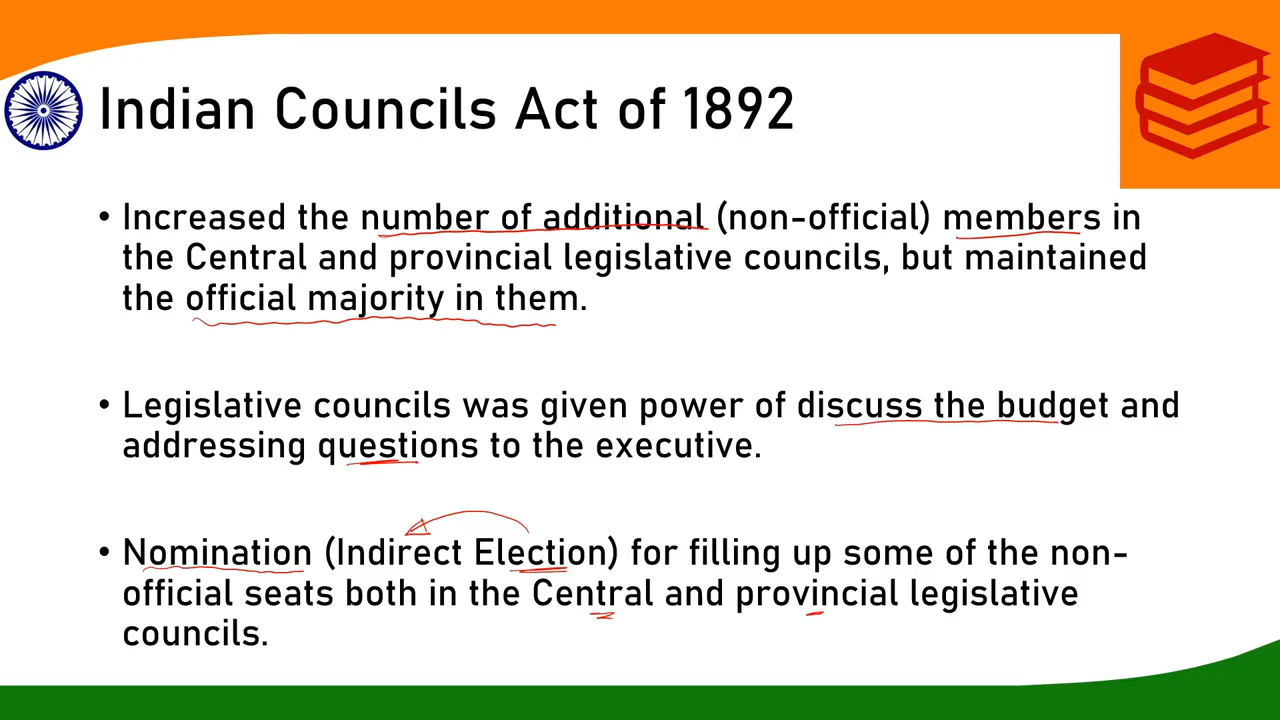 Indian Councils Act of 1892
• Increased the number of additional (non-official) members in
the Central and provincial legislative councils, but maintained
the official majority in them.
• Legislative councils was given power of discuss the budget and
addressing questions to the executive.
• Nomination (Indirect Election) for filling up some of the non-
official seats both in the Central and provincial legislative
councils.